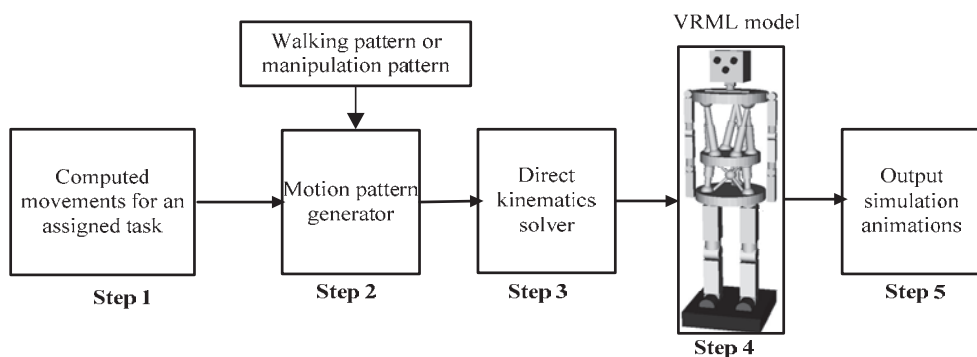 VRML model
Walking pattern or
manipulation pattern
Computed
movements for an
assigned task
Step 1
Motion pattern
generator
Step 2
Direct
kinematics
solver
Step 3
Step 4
Output
simulation
animations
Step 5